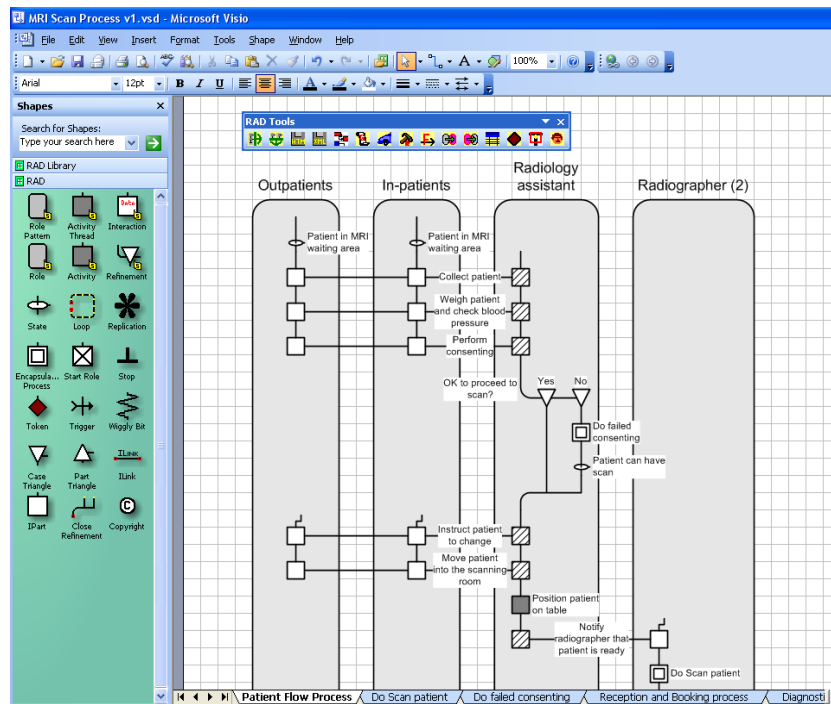 MRI Scan Process v1.vsd - Microsoft Visio
File Edit View Insert Format Tools Shape Window Help
100%
Arial 12pt B I U
Shapes
Search for Shapes:
Type your search here
RAD Library
RAD
Role Pattern
Activity Thread
Data
Interaction
Role
Activity
Refinement
State
Loop
Replication
Encapsula... Process
Start Role
Stop
Token
Trigger
Wiggly Bit
Case Triangle
Part Triangle
ILINK
ILink
IPart
Close Refinement
Copyright
RAD Tools
Outpatients
In-patients
Radiology
assistant
Radiographer (2)
Patient in MRI
waiting area
Patient in MRI
waiting area
Collect patient
Weigh patient
and check blood
pressure
Perform
consenting
OK to proceed to
scan?
Yes
No
Do failed
consenting
Patient can have
scan
Instruct patient
to change
Move patient
into the scanning
room
Position patient
on table
Notify
radiographer that
patient is ready
Do Scan patient
Patient Flow Process
Do Scan patient
Do failed consenting
Reception and Booking process
Diagnosti